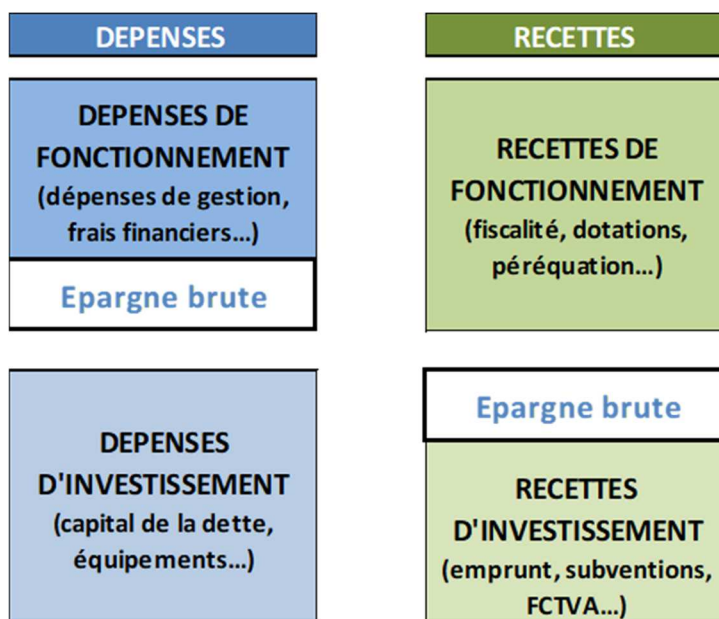 DEPENSES
RECETTES
DEPENSES DE
FONCTIONNEMENT
(dépenses de gestion,
frais financiers...)
Epargne brute
RECETTES DE
FONCTIONNEMENT
(fiscalité, dotations,
péréquation...)
DEPENSES
D'INVESTISSEMENT
(capital de la dette,
équipements...)
Epargne brute
RECETTES
D'INVESTISSEMENT
(emprunt, subventions,
FCTVA...)